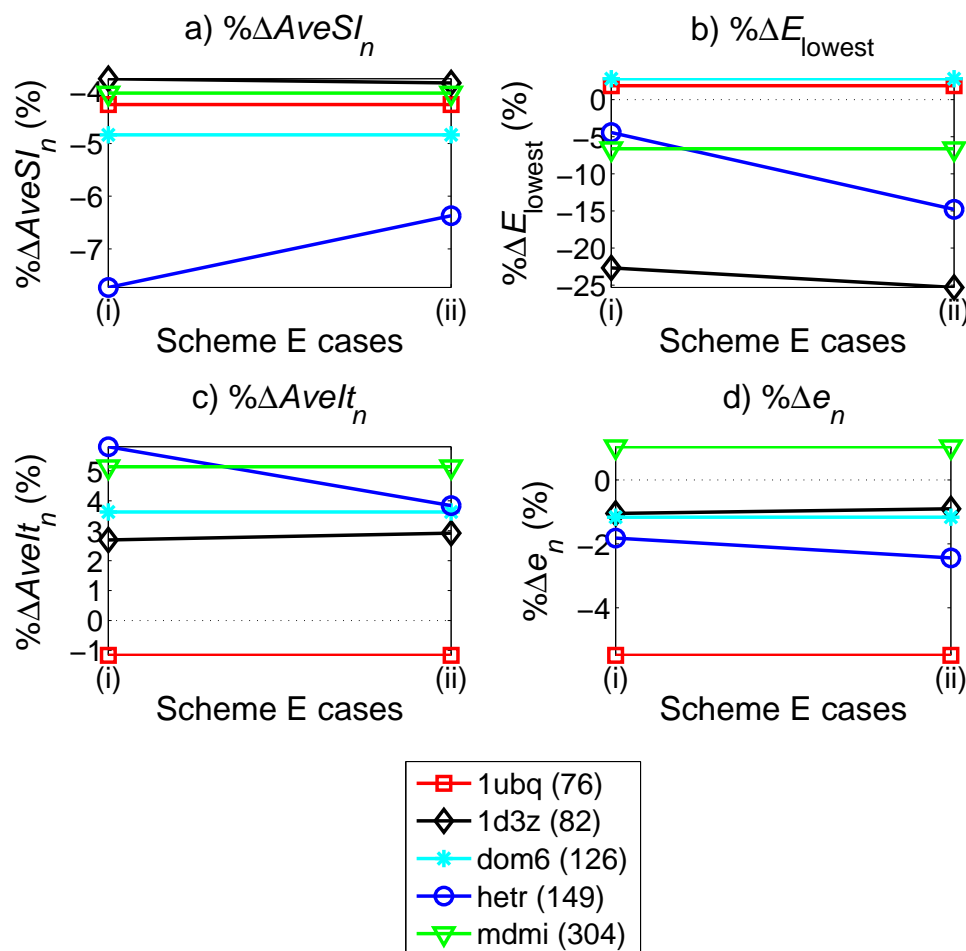 a) %ΔAveSI_n
%ΔAveSI_n (%)
−4
−5
−6
−7
(i)
(ii)
Scheme E cases
b) %ΔE_lowest
%ΔE_lowest (%)
0
−5
−10
−15
−20
−25
(i)
(ii)
Scheme E cases
c) %ΔAveIt_n
%ΔAveIt_n (%)
5
4
3
2
1
0
−1
(i)
(ii)
Scheme E cases
d) %Δe_n
%Δe_n (%)
0
−2
−4
(i)
(ii)
Scheme E cases
1ubq (76)
1d3z (82)
dom6 (126)
hetr (149)
mdmi (304)